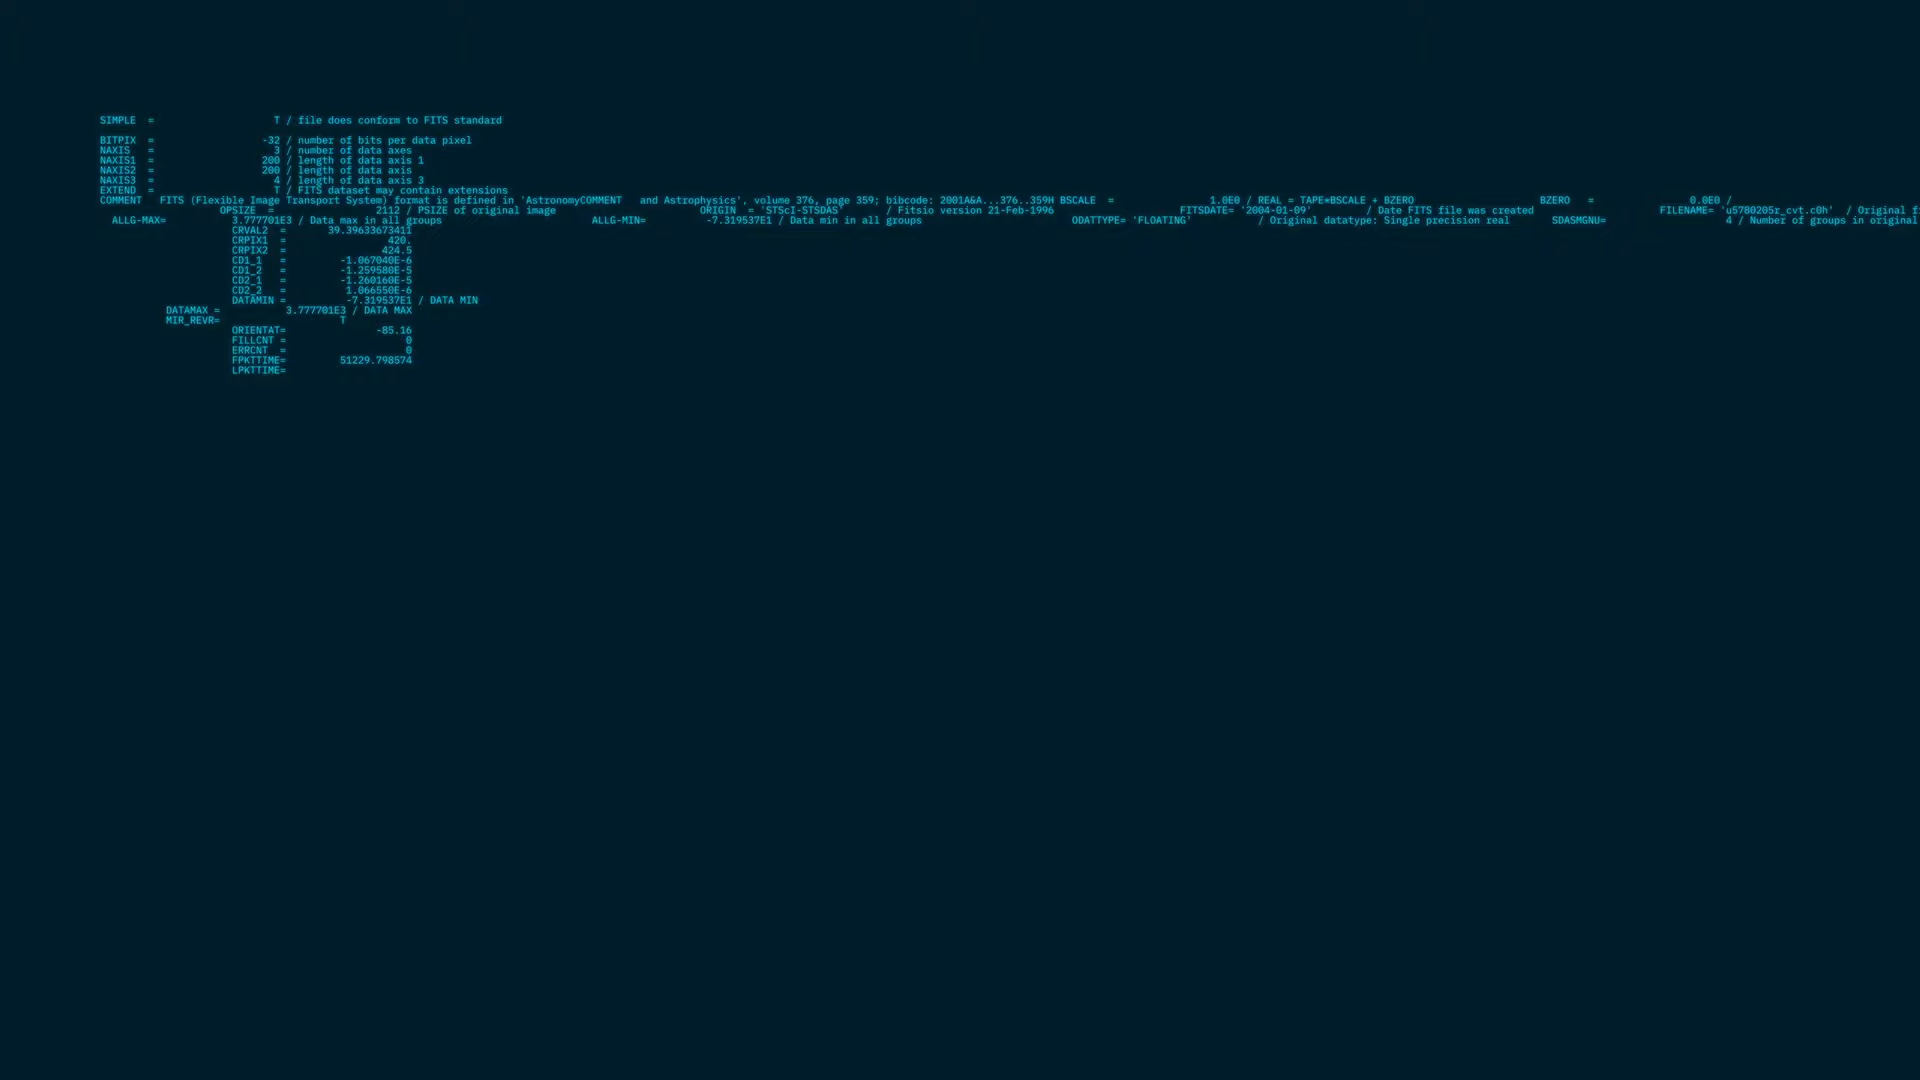 SIMPLE  =                    T / file does conform to FITS standard
BITPIX  =                  -32 / number of bits per data pixel
NAXIS   =                    3 / number of data axes
NAXIS1  =                  200 / length of data axis 1
NAXIS2  =                  200 / length of data axis
NAXIS3  =                    4 / length of data axis 3
EXTEND  =                    T / FITS dataset may contain extensions
COMMENT   FITS (Flexible Image Transport System) format is defined in 'AstronomyCOMMENT   and Astrophysics', volume 376, page 359; bibcode: 2001A&A...376..359H BSCALE  =                1.0E0 / REAL = TAPE*BSCALE + BZERO                     BZERO   =                0.0E0 /
OPSIZE  =                 2112 / PSIZE of original image                        ORIGIN  = 'STScI-STSDAS'       / Fitsio version 21-Feb-1996                     FITSDATE= '2004-01-09'         / Date FITS file was created                     FILENAME= 'u5780205r_cvt.c0h'  / Original
ALLG-MAX=           3.777701E3 / Data max in all groups                         ALLG-MIN=          -7.319537E1 / Data min in all groups                         ODATTYPE= 'FLOATING'           / Original datatype: Single precision real       SDASMGNU=                    4 / Number of groups in original
CRVAL2  =       39.39633673411
CRPIX1  =                 420.
CRPIX2  =                424.5
CD1_1   =         -1.067040E-6
CD1_2   =         -1.259580E-5
CD2_1   =         -1.260160E-5
CD2_2   =          1.066550E-6
DATAMIN =          -7.319537E1 / DATA MIN
DATAMAX =           3.777701E3 / DATA MAX
MIR_REVR=                    T
ORIENTAT=               -85.16
FILLCNT =                    0
ERRCNT  =                    0
FPKTTIME=         51229.798574
LPKTTIME=